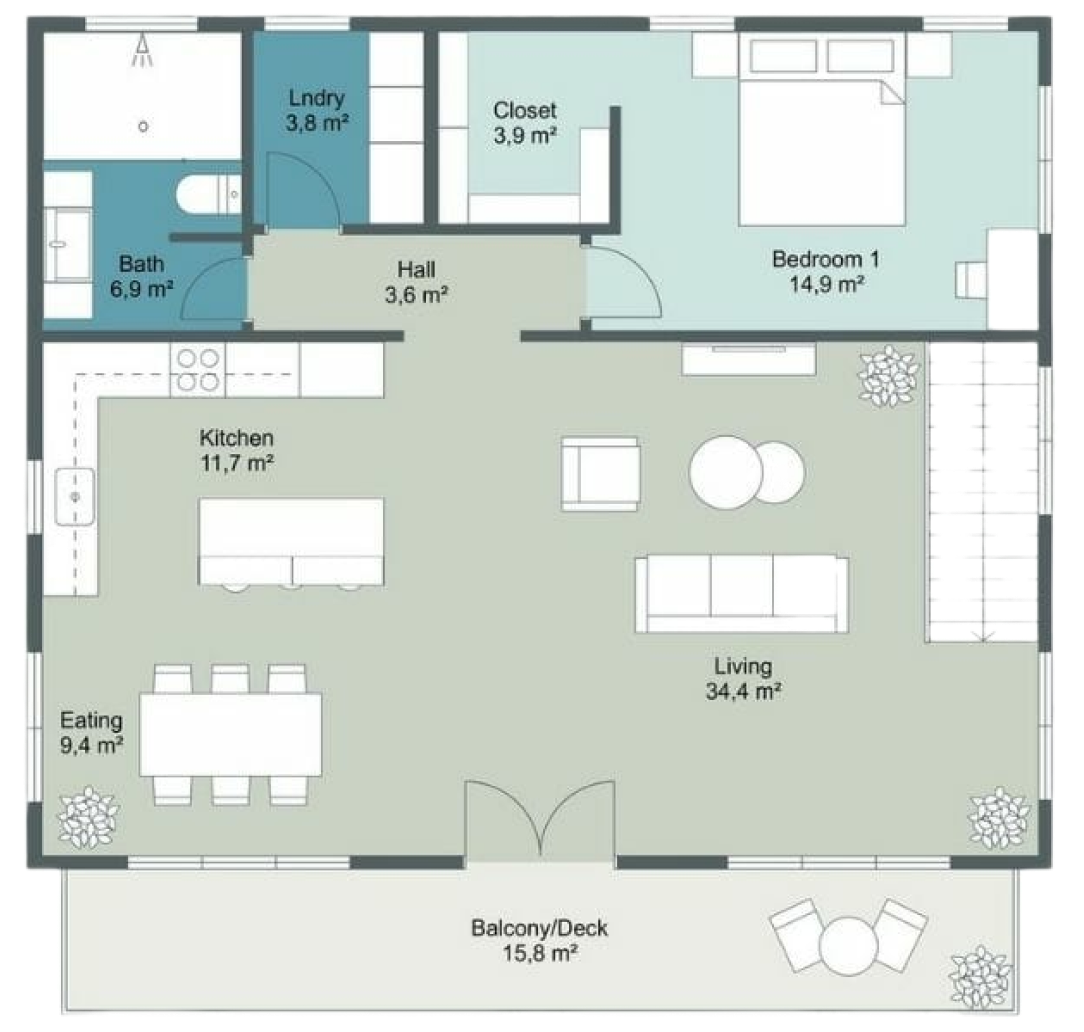 Lndry
3,8 m²
Closet
3,9 m²
Bath
6,9 m²
Hall
3,6 m²
Bedroom 1
14,9 m²
Kitchen
11,7 m²
Living
34,4 m²
Eating
9,4 m²
Balcony/Deck
15,8 m²